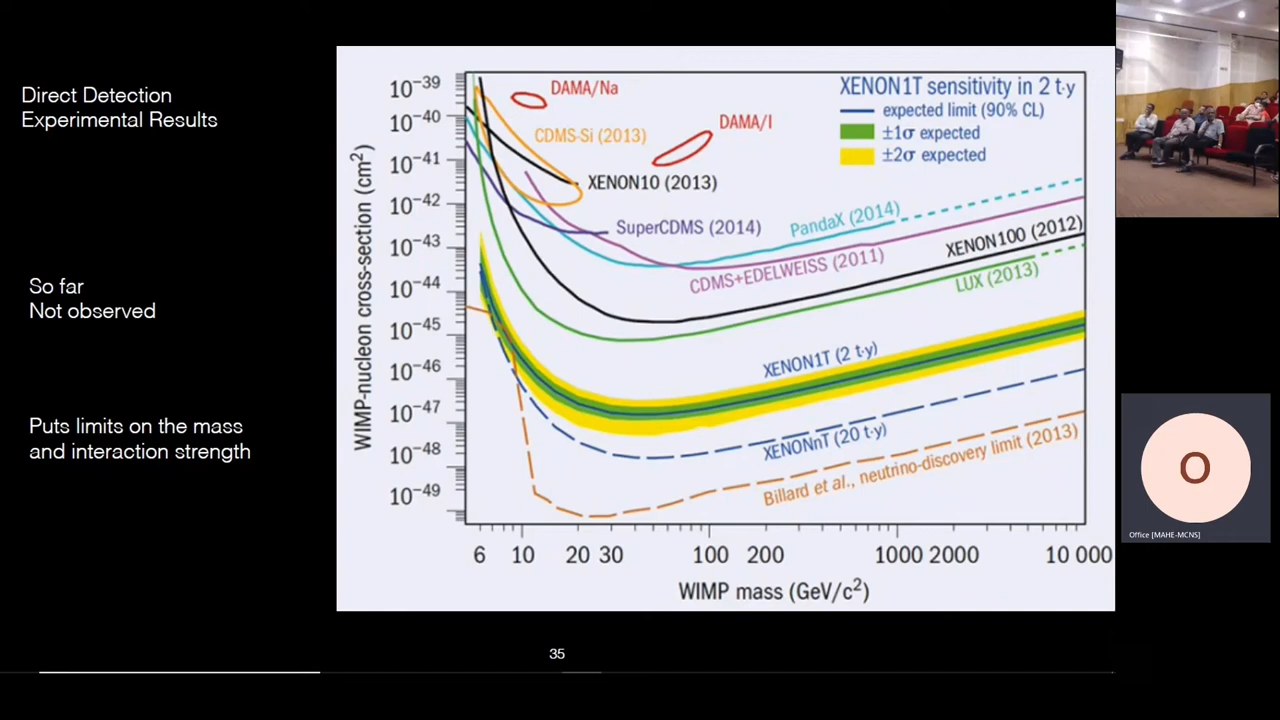 Direct Detection
Experimental Results
So far
Not observed
Puts limits on the mass
and interaction strength
WIMP-nucleon cross-section (cm²)
10⁻³⁹
10⁻⁴⁰
10⁻⁴¹
10⁻⁴²
10⁻⁴³
10⁻⁴⁴
10⁻⁴⁵
10⁻⁴⁶
10⁻⁴⁷
10⁻⁴⁸
10⁻⁴⁹
DAMA/Na
CDMS-Si (2013)
DAMA/I
XENON10 (2013)
SuperCDMS (2014)
PandaX (2014)
CDMS+EDELWEISS (2011)
XENON100 (2012)
LUX (2013)
XENON1T (2 t·y)
XENONnT (20 t·y)
Billard et al., neutrino-discovery limit (2013)
XENON1T sensitivity in 2 t·y
expected limit (90% CL)
±1σ expected
±2σ expected
6 10 20 30 100 200 1000 2000 10 000
WIMP mass (GeV/c²)
35
O
Office [MAHE-MCNS]